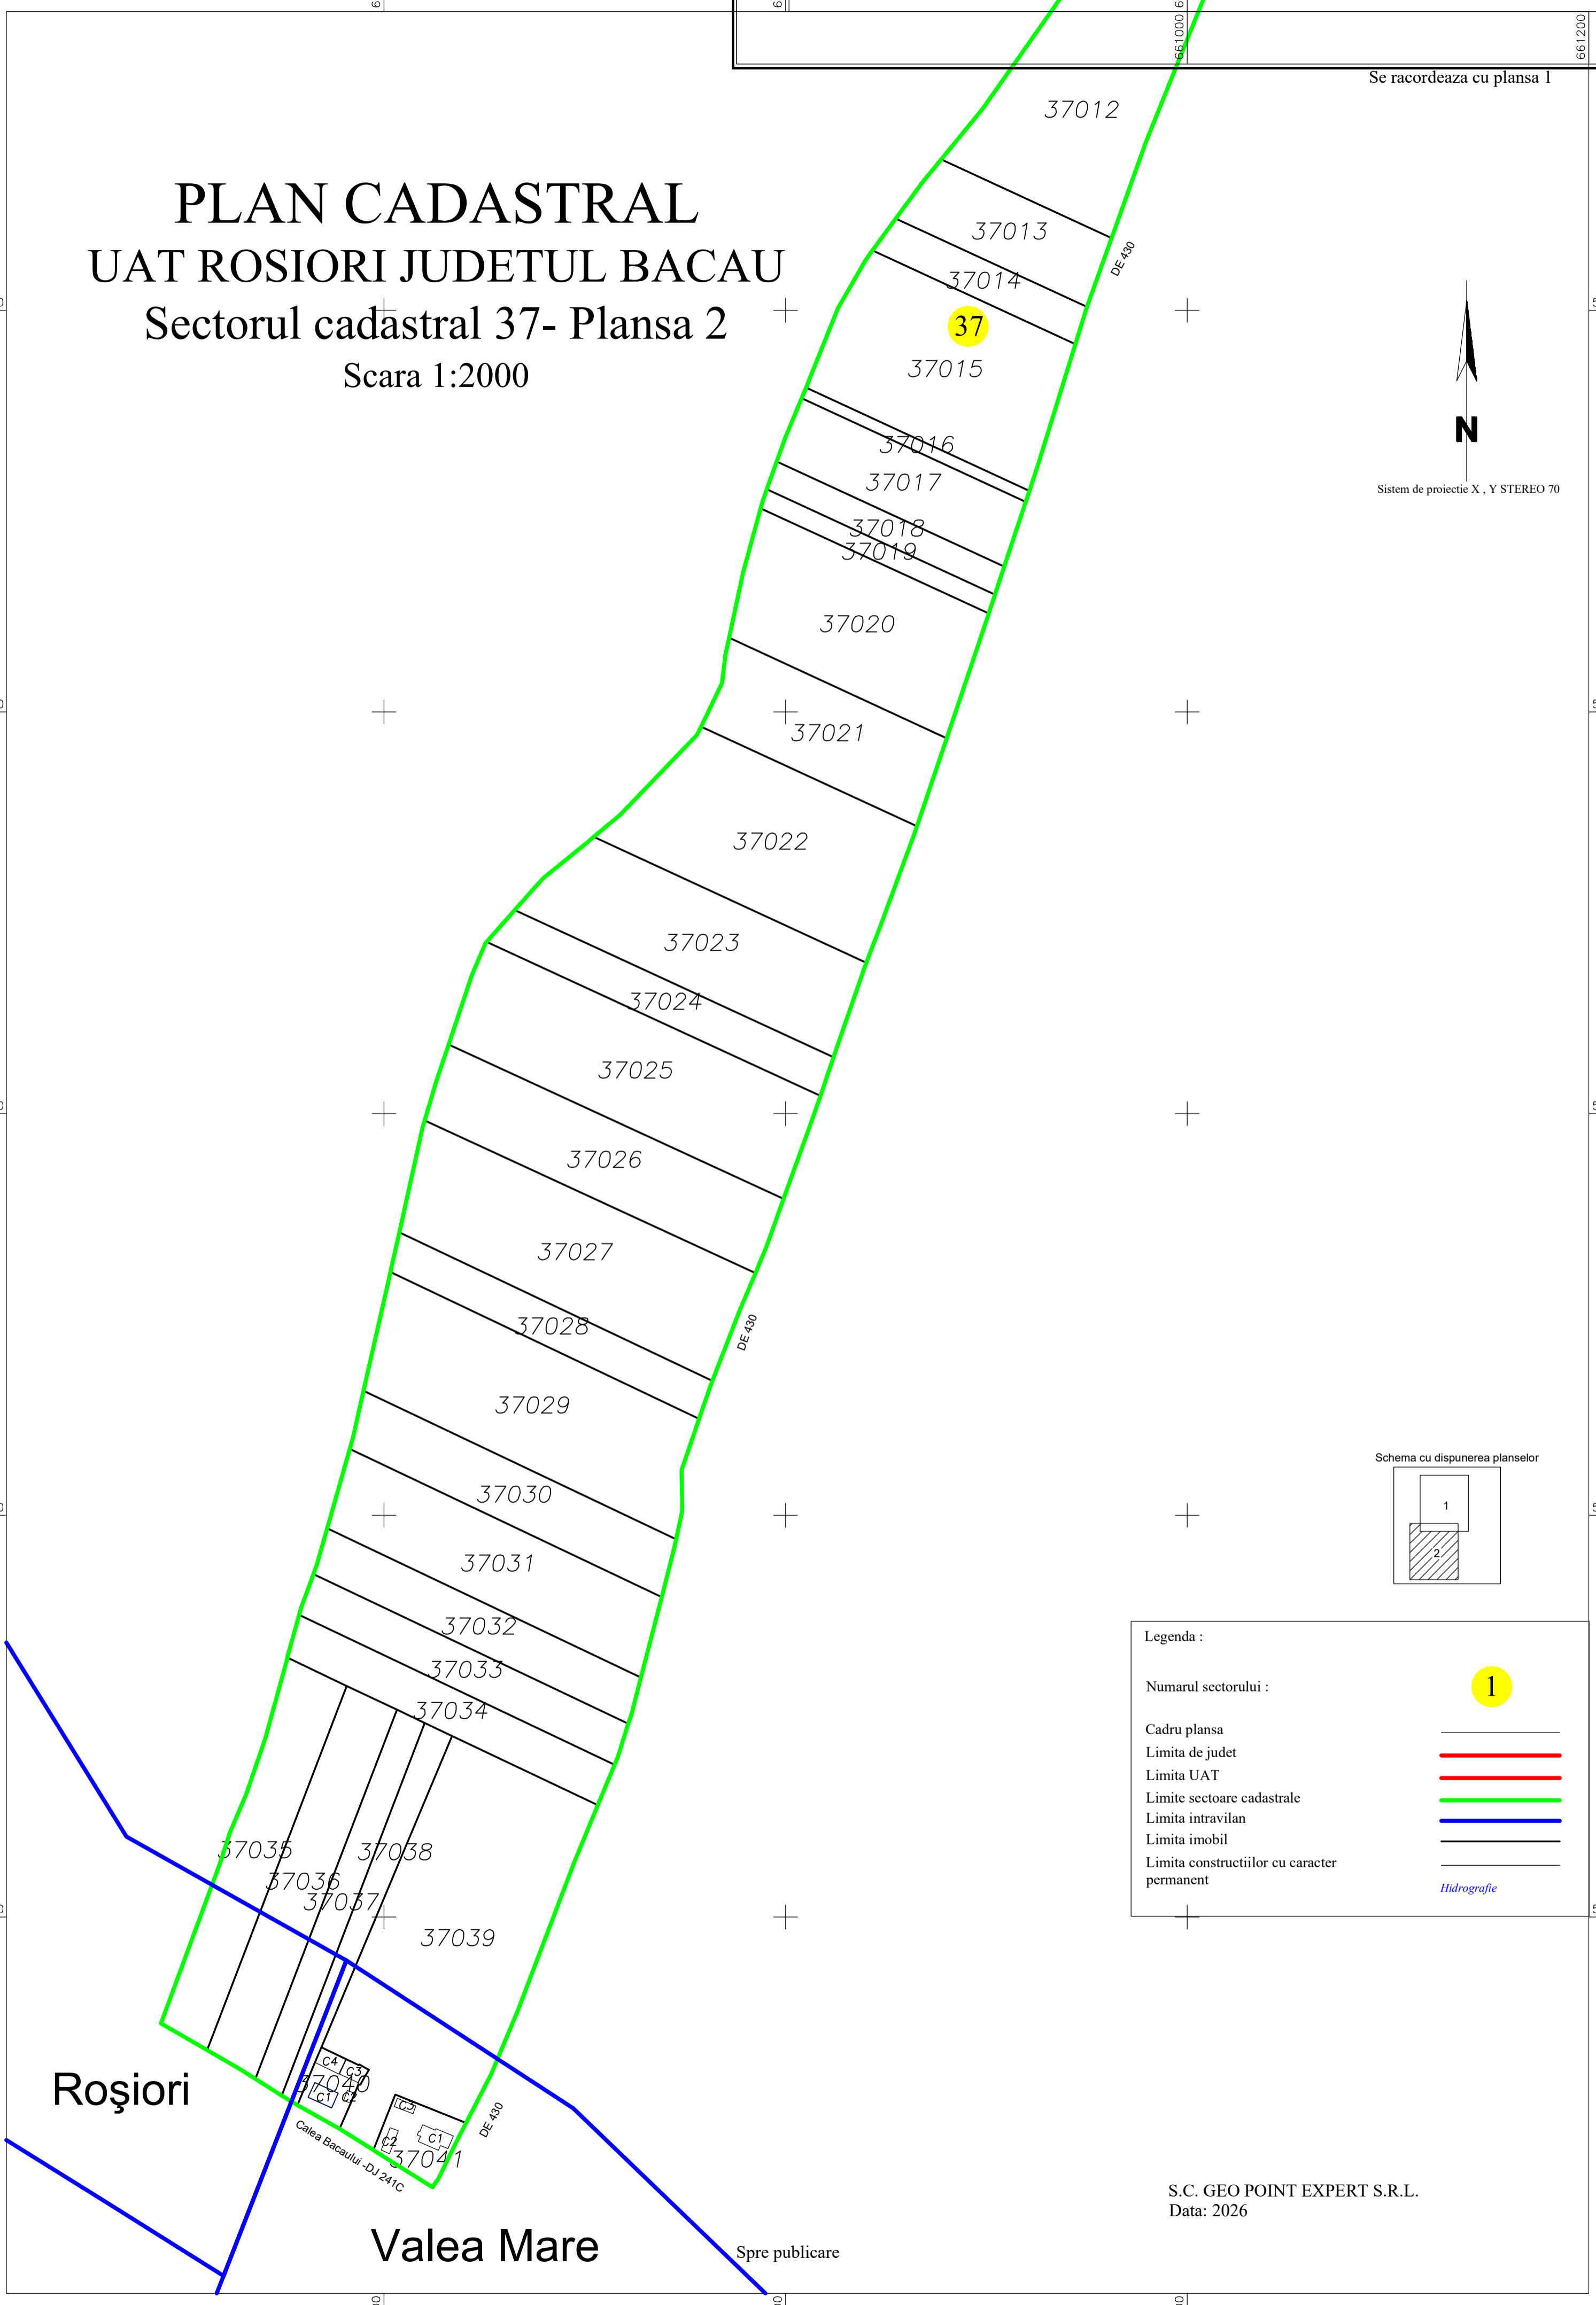 661000
661200
Se racordeaza cu plansa 1
PLAN CADASTRAL
UAT ROSIORI JUDETUL BACAU
Sectorul cadastral 37- Plansa 2
Scara 1:2000
37012
37013
DE 430
37014
37
37015
N
Sistem de proiectie X , Y STEREO 70
37016
37017
37018
37019
37020
37021
37022
37023
37024
37025
37026
37027
DE 430
37028
37029
37030
37031
37032
37033
37034
37035
37038
37036
37037
37039
C4
C3
37040
C1
C2
C3
C2
C1
37041
DE 430
Calea Bacaului -DJ 241C
Roşiori
Valea Mare
Schema cu dispunerea planselor
1
2
Legenda :
Numarul sectorului :
1
Cadru plansa
Limita de judet
Limita UAT
Limite sectoare cadastrale
Limita intravilan
Limita imobil
Limita constructiilor cu caracter
permanent
Hidrografie
S.C. GEO POINT EXPERT S.R.L.
Data: 2026
Spre publicare